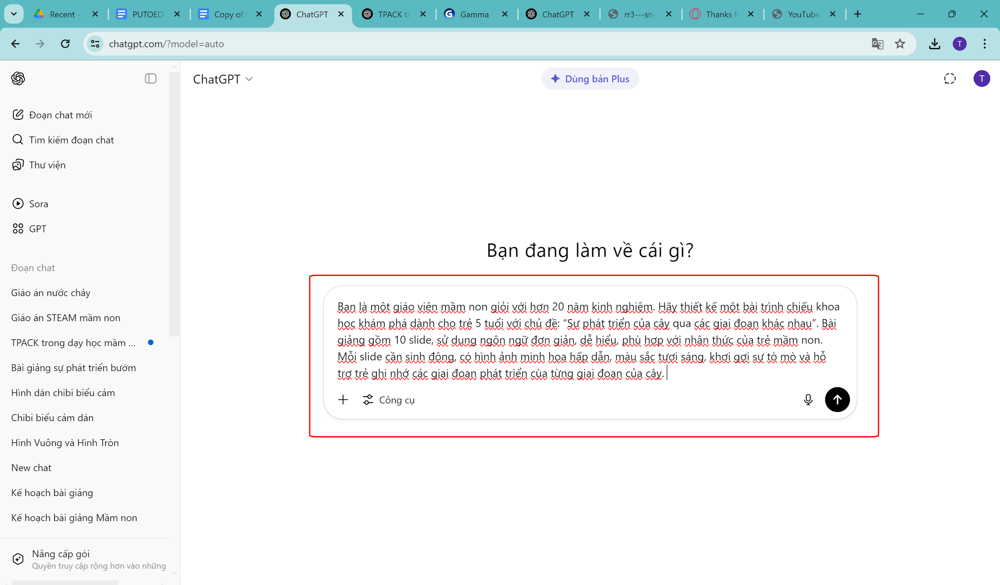 Recent -
PUTOEDU
Copy of
ChatGPT
TPACK tr
Gamma
ChatGPT
rr3---sn-
Thanks fo
YouTube
chatgpt.com/?model=auto
T
ChatGPT
Dùng bản Plus
T
Đoạn chat mới
Tìm kiếm đoạn chat
Thư viện
Sora
GPT
Đoạn chat
Giáo án nước chảy
Giáo án STEAM mầm non
TPACK trong dạy học mầm ...
Bài giảng sự phát triển bướm
Hình dán chibi biểu cảm
Chibi biểu cảm dán
Hình Vuông và Hình Tròn
New chat
Kế hoạch bài giảng
Kế hoạch bài giảng Mầm non
Nâng cấp gói
Quyền truy cập rộng hơn vào những
Bạn đang làm về cái gì?
Bạn là một giáo viên mầm non giỏi với hơn 20 năm kinh nghiệm. Hãy thiết kế một bài trình chiếu khoa
học khám phá dành cho trẻ 5 tuổi với chủ đề: “Sự phát triển của cây qua các giai đoạn khác nhau”. Bài
giảng gồm 10 slide, sử dụng ngôn ngữ đơn giản, dễ hiểu, phù hợp với nhận thức của trẻ mầm non.
Mỗi slide cần sinh động, có hình ảnh minh họa hấp dẫn, màu sắc tươi sáng, khơi gợi sự tò mò và hỗ
trợ trẻ ghi nhớ các giai đoạn phát triển cùa từng giai đoạn của cây.
Công cụ